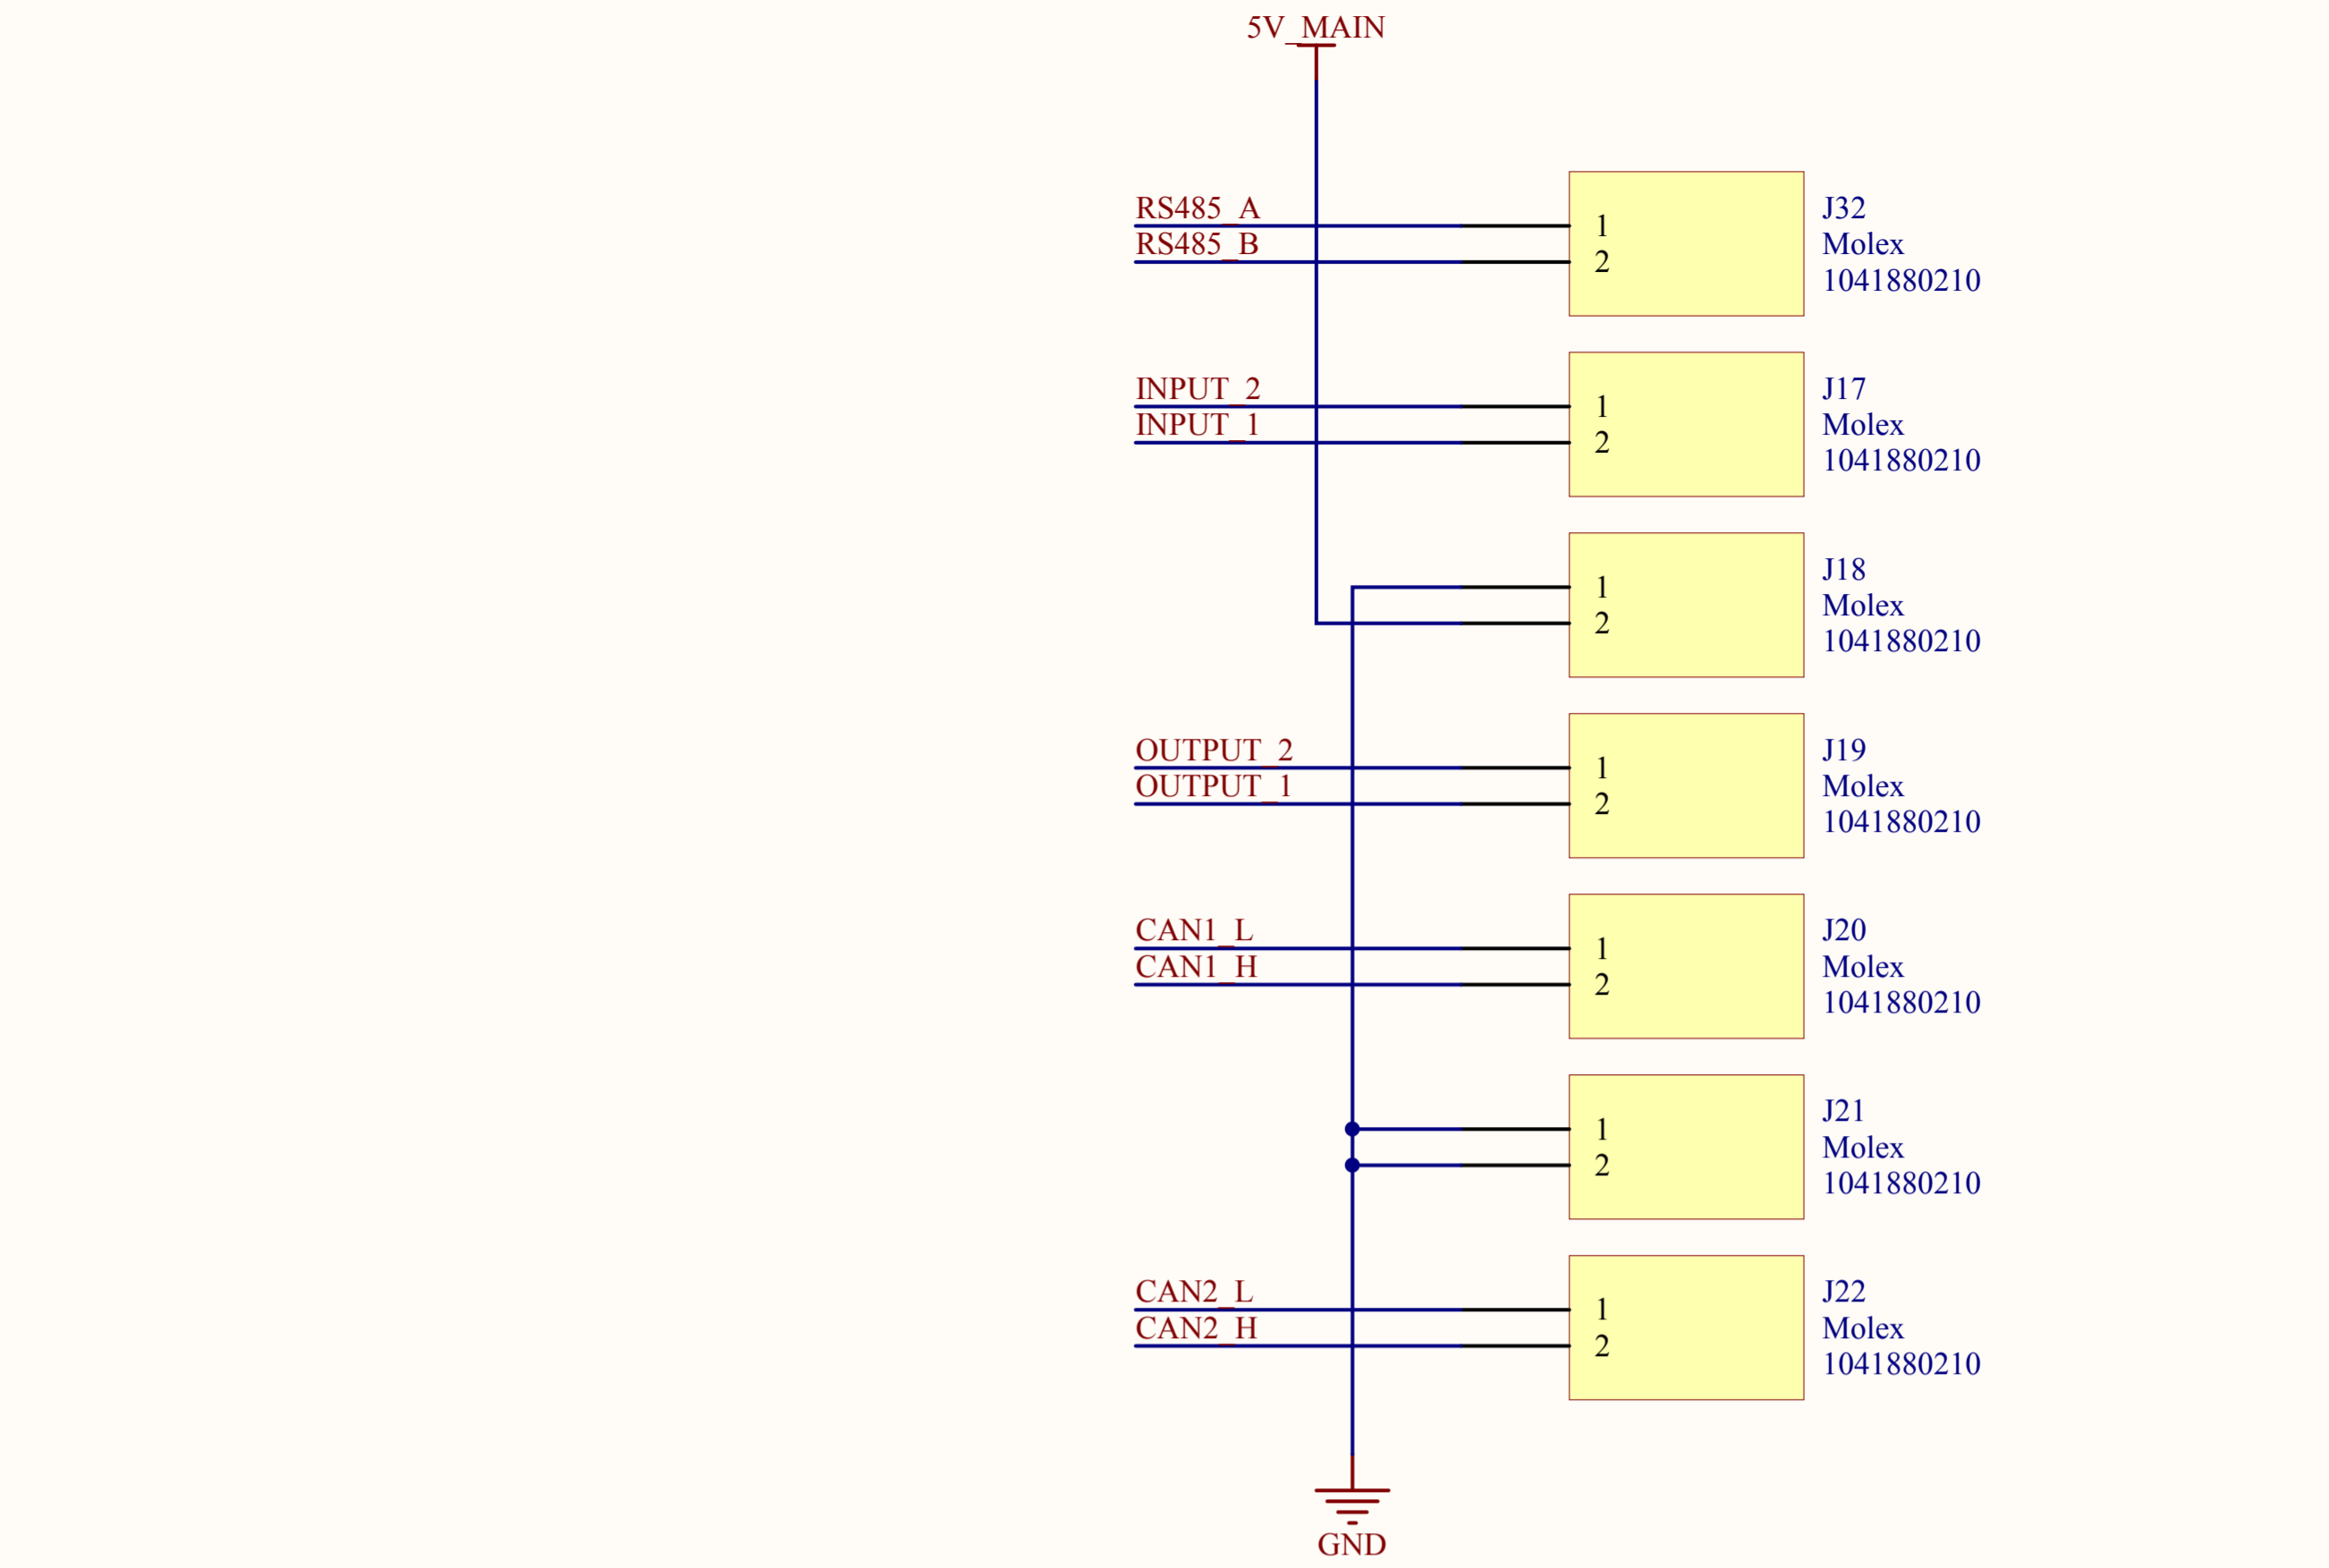 5V_MAIN
RS485_A
RS485_B
1
2
J32
Molex
1041880210
INPUT_2
INPUT_1
1
2
J17
Molex
1041880210
1
2
J18
Molex
1041880210
OUTPUT_2
OUTPUT_1
1
2
J19
Molex
1041880210
CAN1_L
CAN1_H
1
2
J20
Molex
1041880210
1
2
J21
Molex
1041880210
CAN2_L
CAN2_H
1
2
J22
Molex
1041880210
GND